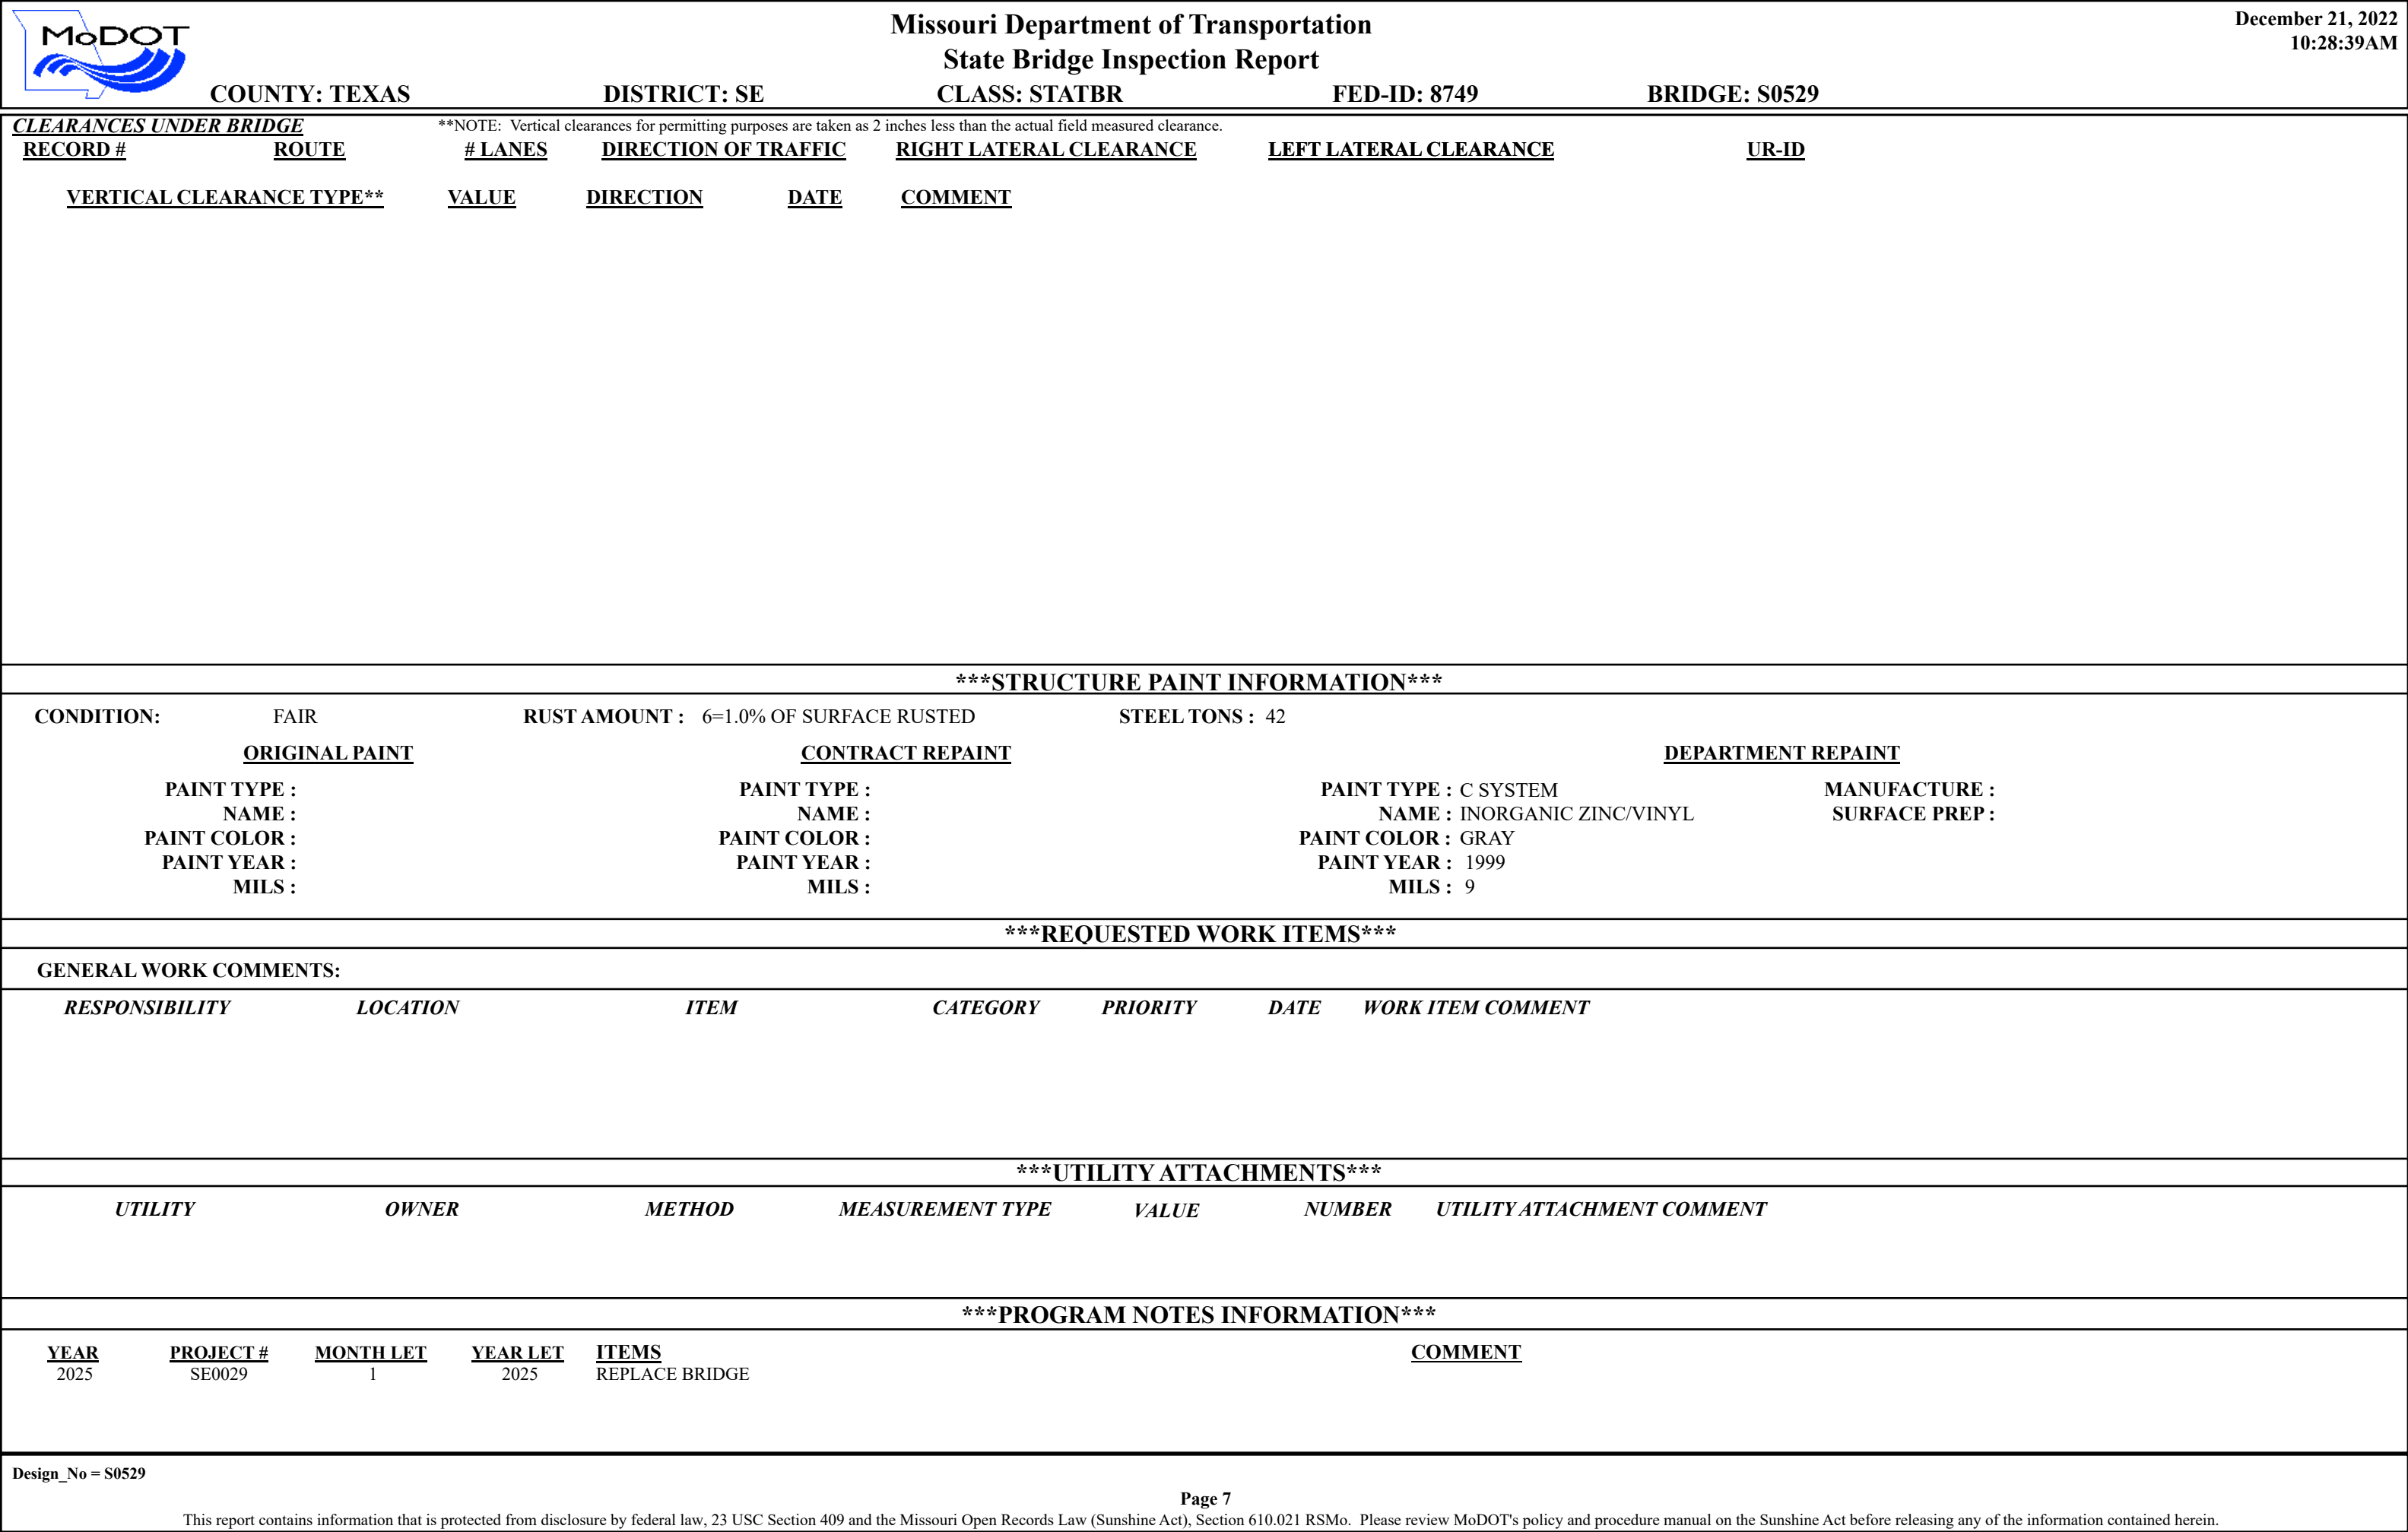 MoDOT
Missouri Department of Transportation
State Bridge Inspection Report
December 21, 2022
10:28:39AM
COUNTY: TEXAS DISTRICT: SE CLASS: STATBR FED-ID: 8749 BRIDGE: S0529
CLEARANCES UNDER BRIDGE **NOTE: Vertical clearances for permitting purposes are taken as 2 inches less than the actual field measured clearance.
RECORD # ROUTE # LANES DIRECTION OF TRAFFIC RIGHT LATERAL CLEARANCE LEFT LATERAL CLEARANCE UR-ID
VERTICAL CLEARANCE TYPE** VALUE DIRECTION DATE COMMENT
***STRUCTURE PAINT INFORMATION***
CONDITION: FAIR RUST AMOUNT : 6=1.0% OF SURFACE RUSTED STEEL TONS : 42
ORIGINAL PAINT CONTRACT REPAINT DEPARTMENT REPAINT
PAINT TYPE : PAINT TYPE : PAINT TYPE : C SYSTEM MANUFACTURE :
NAME : NAME : NAME : INORGANIC ZINC/VINYL SURFACE PREP :
PAINT COLOR : PAINT COLOR : PAINT COLOR : GRAY
PAINT YEAR : PAINT YEAR : PAINT YEAR : 1999
MILS : MILS : MILS : 9
***REQUESTED WORK ITEMS***
GENERAL WORK COMMENTS:
RESPONSIBILITY LOCATION ITEM CATEGORY PRIORITY DATE WORK ITEM COMMENT
***UTILITY ATTACHMENTS***
UTILITY OWNER METHOD MEASUREMENT TYPE VALUE NUMBER UTILITY ATTACHMENT COMMENT
***PROGRAM NOTES INFORMATION***
YEAR PROJECT # MONTH LET YEAR LET ITEMS COMMENT
2025 SE0029 1 2025 REPLACE BRIDGE
Design_No = S0529
Page 7
This report contains information that is protected from disclosure by federal law, 23 USC Section 409 and the Missouri Open Records Law (Sunshine Act), Section 610.021 RSMo. Please review MoDOT's policy and procedure manual on the Sunshine Act before releasing any of the information contained herein.